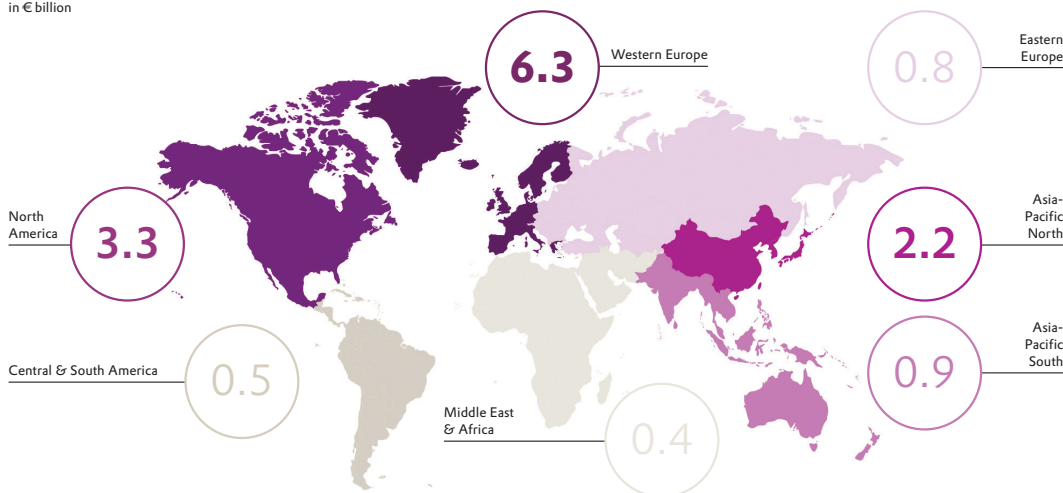 in € billion
6.3
Western Europe
0.8
Eastern
Europe
North
America
3.3
2.2
Asia-
Pacific
North
Central & South America
0.5
0.9
Asia-
Pacific
South
Middle East
& Africa
0.4